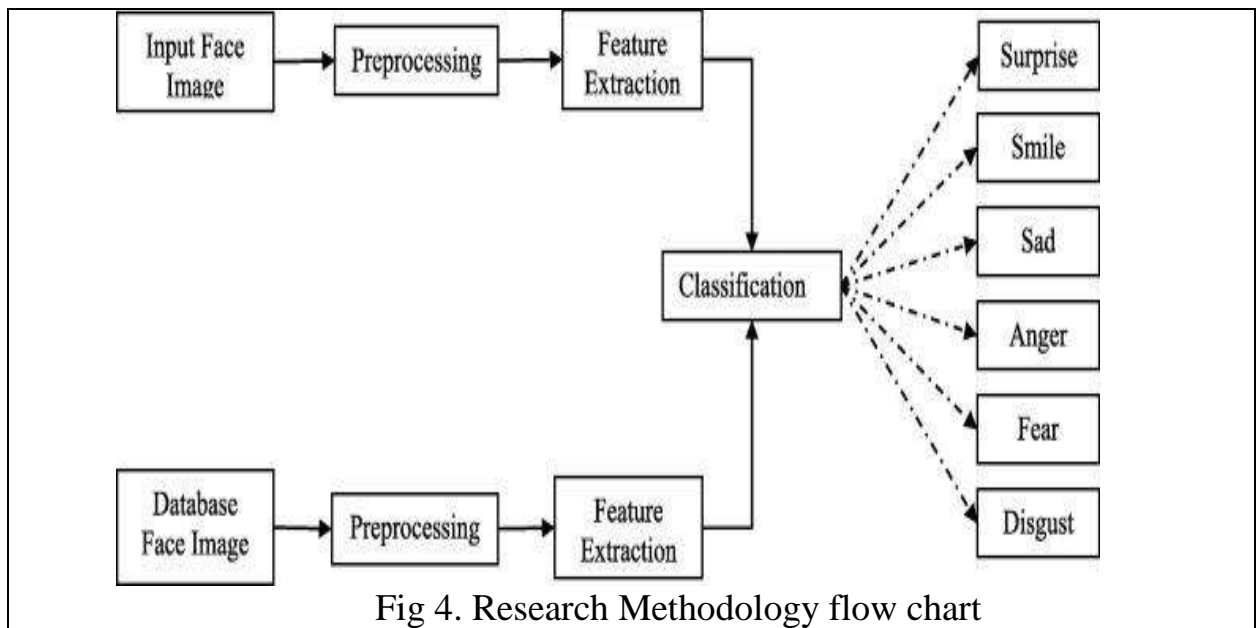 Input Face
Image
Preprocessing
Feature
Extraction
Classification
Database
Face Image
Preprocessing
Feature
Extraction
Surprise
Smile
Sad
Anger
Fear
Disgust
Fig 4. Research Methodology flow chart